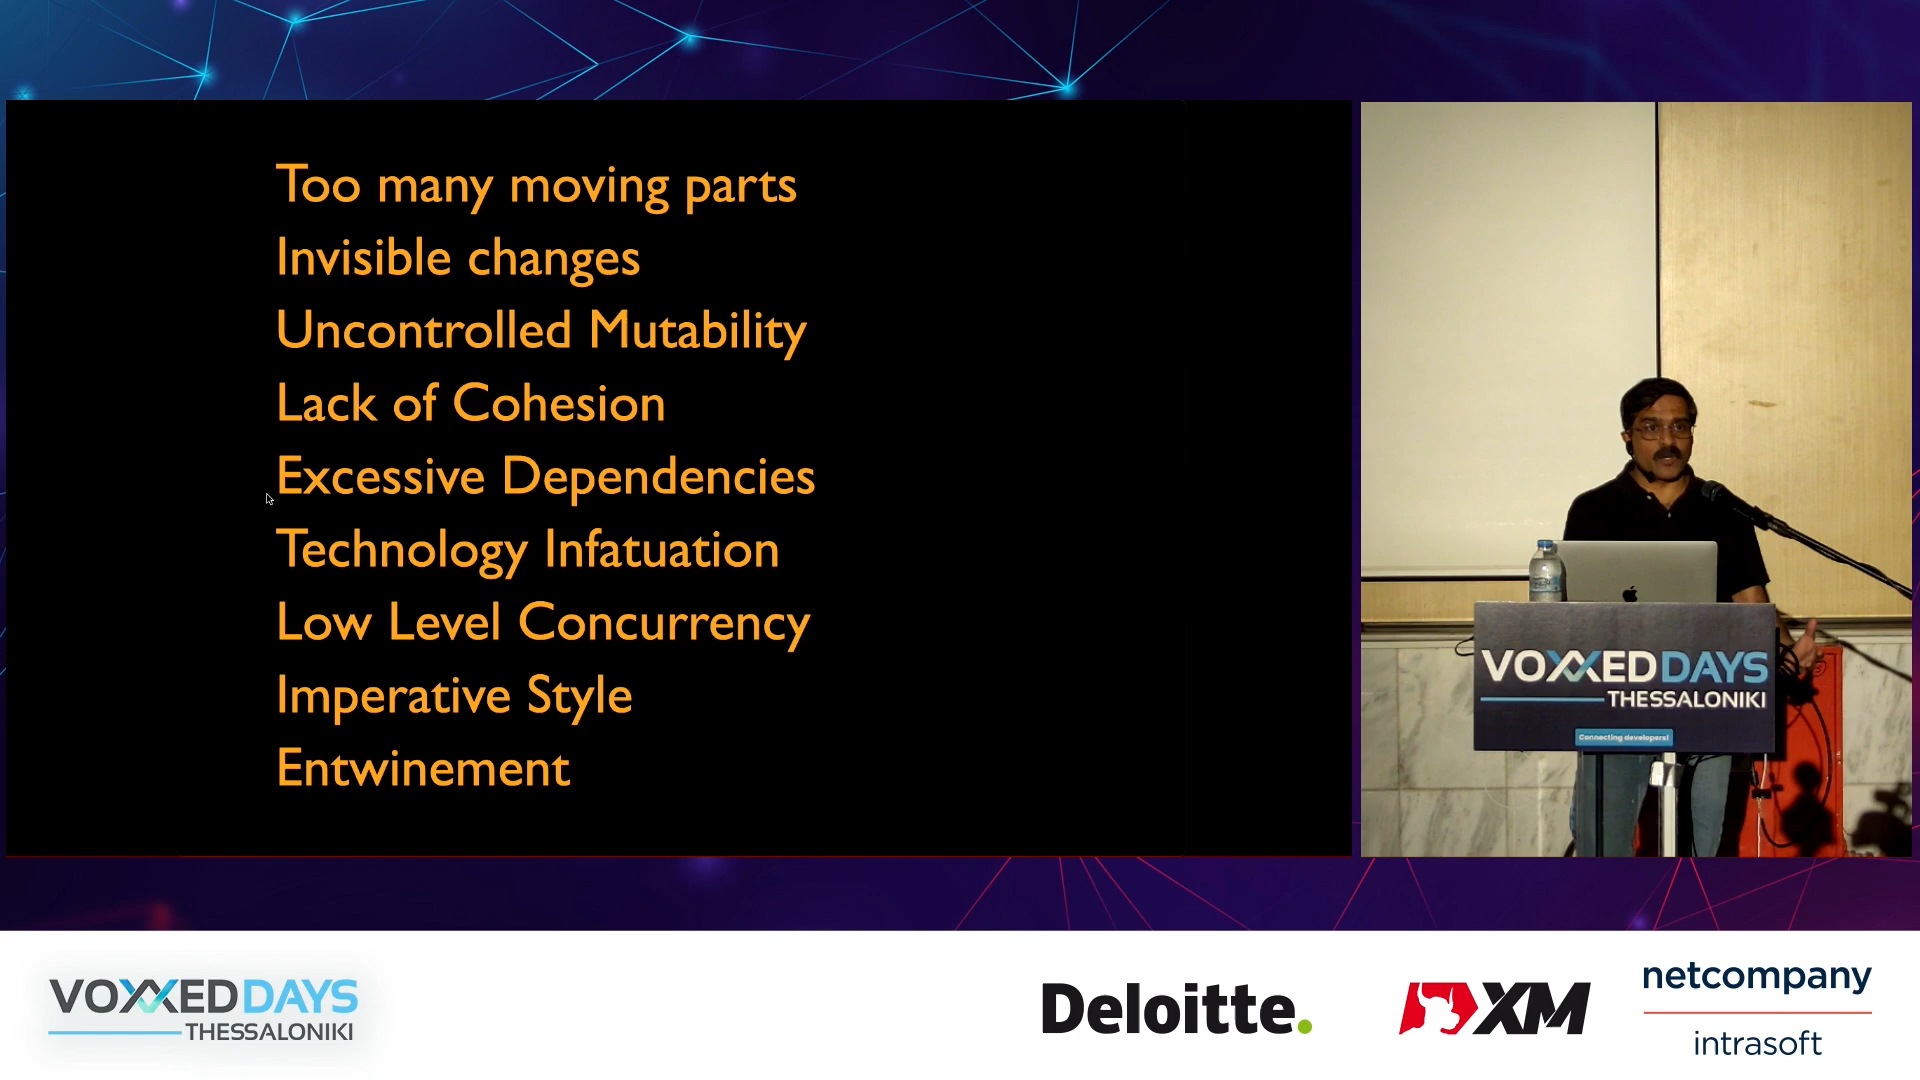 Too many moving parts
Invisible changes
Uncontrolled Mutability
Lack of Cohesion
Excessive Dependencies
Technology Infatuation
Low Level Concurrency
Imperative Style
Entwinement
VOXXED DAYS
THESSALONIKI
Connecting developers!
VOXXED DAYS
THESSALONIKI
Deloitte.
XM
netcompany
intrasoft